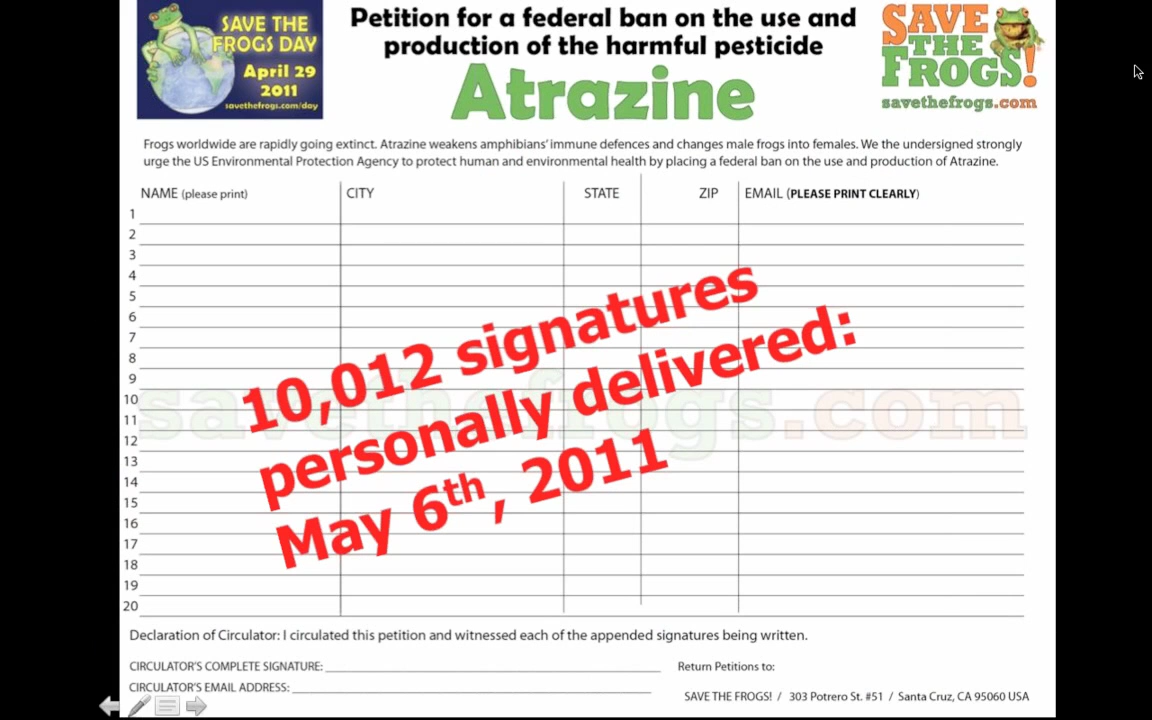 SAVE THE
FROGS DAY
April 29
2011
savethefrogs.com/day
Petition for a federal ban on the use and
production of the harmful pesticide
Atrazine
SAVE
THE
FROGS!
savethefrogs.com
Frogs worldwide are rapidly going extinct. Atrazine weakens amphibians' immune defences and changes male frogs into females. We the undersigned strongly
urge the US Environmental Protection Agency to protect human and environmental health by placing a federal ban on the use and production of Atrazine.
NAME (please print) CITY STATE ZIP EMAIL (PLEASE PRINT CLEARLY)
1
2
3
4
5
6
7
8
9
10
11
12
13
14
15
16
17
18
19
20
savethefrogs.com
10,012 signatures
personally delivered:
May 6th, 2011
Declaration of Circulator: I circulated this petition and witnessed each of the appended signatures being written.
CIRCULATOR'S COMPLETE SIGNATURE: Return Petitions to:
CIRCULATOR'S EMAIL ADDRESS: SAVE THE FROGS! / 303 Potrero St. #51 / Santa Cruz, CA 95060 USA